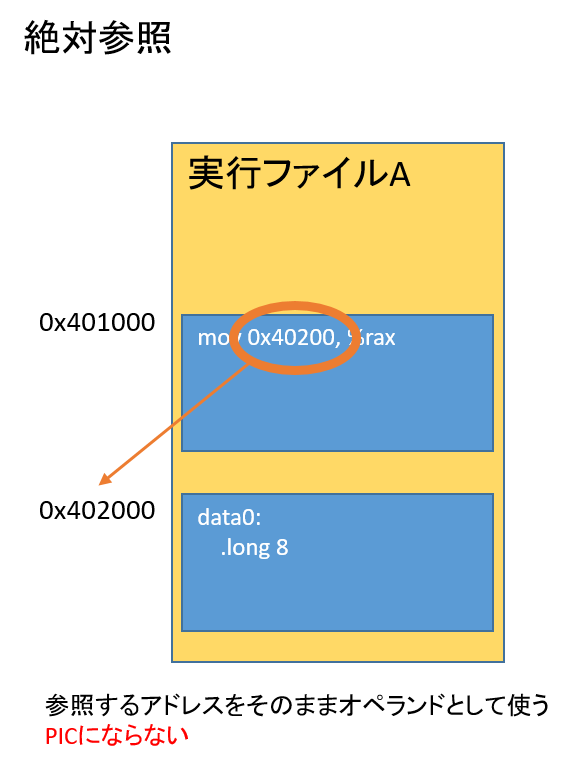 絶対参照
実行ファイルA
0x401000
mov 0x40200, %rax
0x402000
data0:
.long 8
参照するアドレスをそのままオペランドとして使う
PICにならない